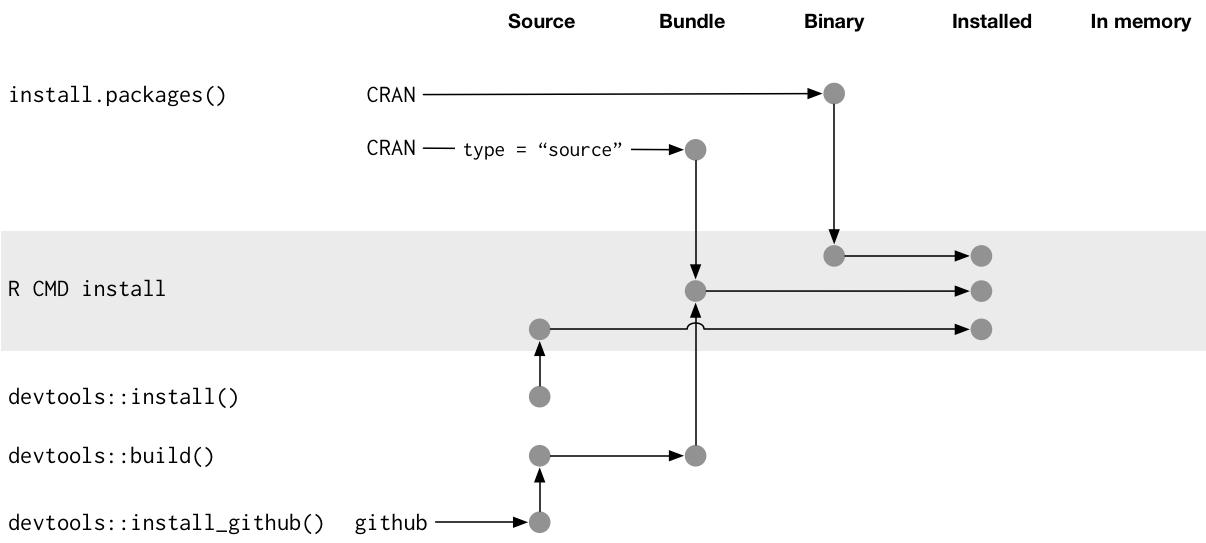 Source Bundle Binary Installed In memory
install.packages() CRAN
CRAN type = “source”
R CMD install
devtools::install()
devtools::build()
devtools::install_github() github